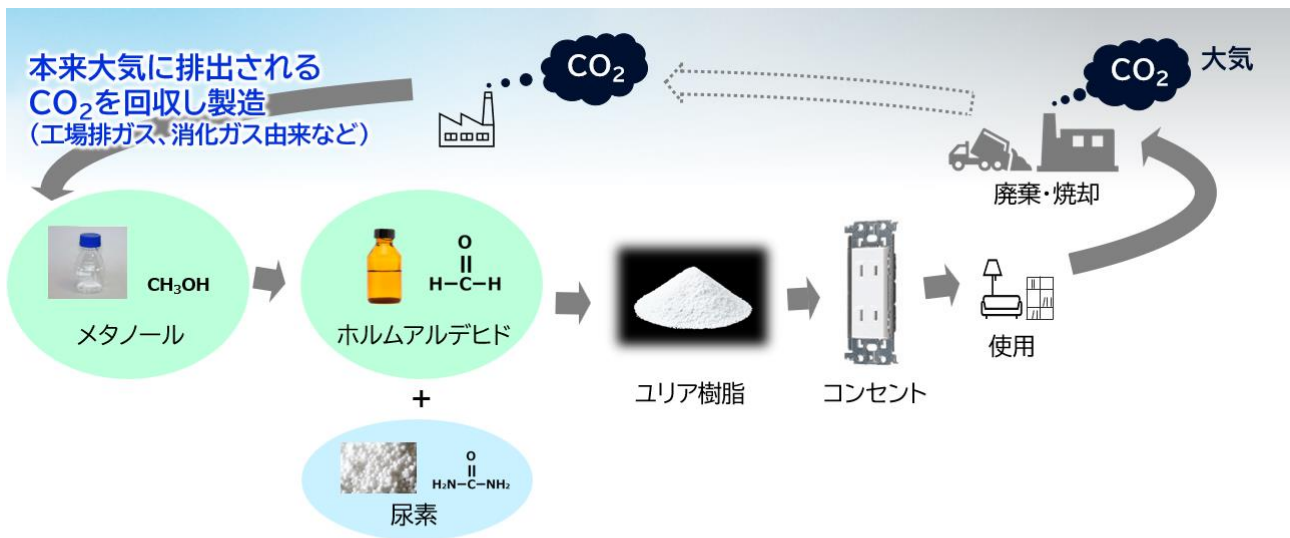 本来大気に排出される
CO₂を回収し製造
（工場排ガス、消化ガス由来など）
CO₂
CO₂
大気
廃棄・焼却
CH₃OH
メタノール
O
H-C-H
ホルムアルデヒド
+
O
H₂N-C-NH₂
尿素
ユリア樹脂
コンセント
使用